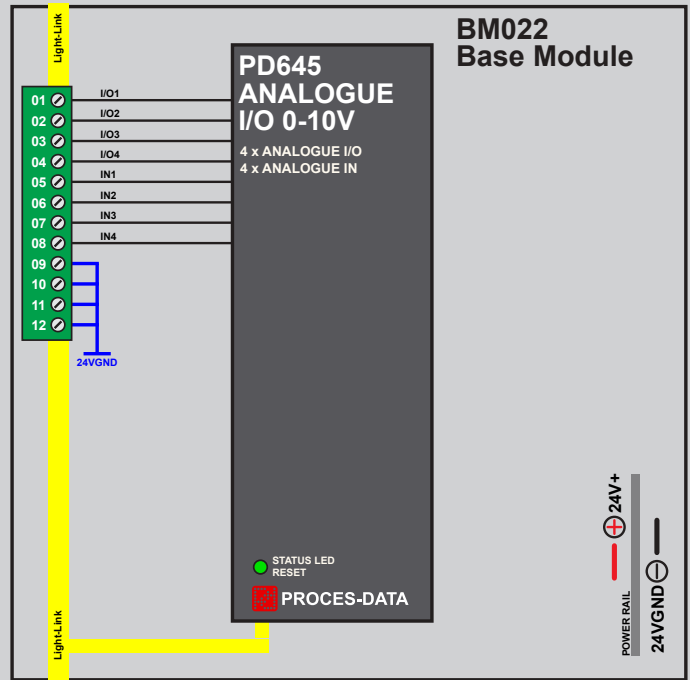 Light-Link
BM022
Base Module
PD645
ANALOGUE
I/O 0-10V
4 x ANALOGUE I/O
4 x ANALOGUE IN
01 I/O1
02 I/O2
03 I/O3
04 I/O4
05 IN1
06 IN2
07 IN3
08 IN4
09
10
11
12
24VGND
STATUS LED
RESET
PROCES-DATA
Light-Link
24V+
POWER RAIL
24VGND